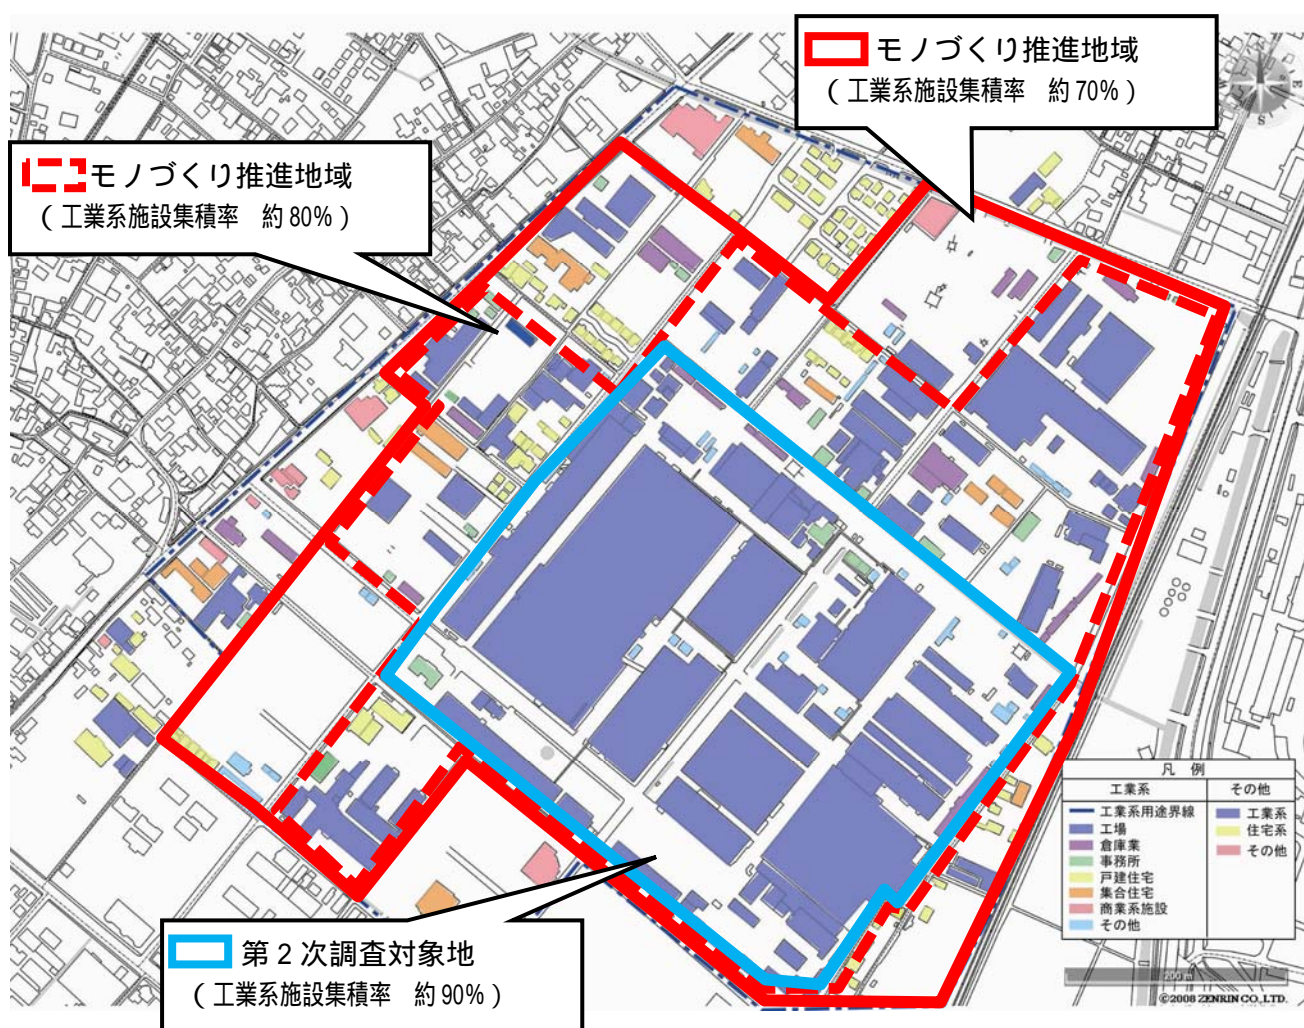 モノづくり推進地域
（工業系施設集積率　約70％）
モノづくり推進地域
（工業系施設集積率　約80％）
N
E
S
第２次調査対象地
（工業系施設集積率　約90％）
凡　例
工業系
その他
工業系用途界線
工場
倉庫業
事務所
戸建住宅
集合住宅
商業系施設
その他
工業系
住宅系
その他
200 m
©2008 ZENRIN CO., LTD.